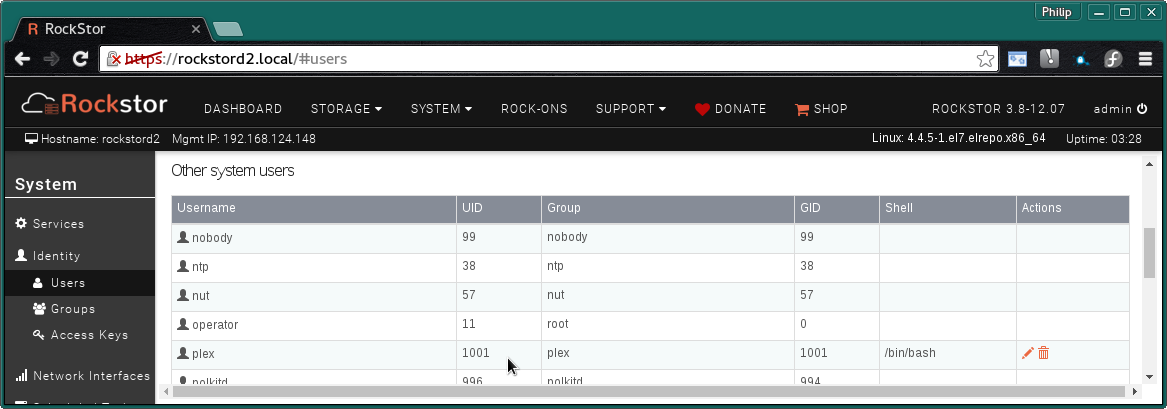 Philip
R RockStor
https://rockstord2.local/#users
Rockstor DASHBOARD STORAGE SYSTEM ROCK-ONS SUPPORT DONATE SHOP ROCKSTOR 3.8-12.07 admin
Hostname: rockstord2 Mgmt IP: 192.168.124.148 Linux: 4.4.5-1.el7.elrepo.x86_64 Uptime: 03:28
System
Services
Identity
Users
Groups
Access Keys
Network Interfaces
Other system users
Username UID Group GID Shell Actions
nobody 99 nobody 99
ntp 38 ntp 38
nut 57 nut 57
operator 11 root 0
plex 1001 plex 1001 /bin/bash
polkitd 996 polkitd 994